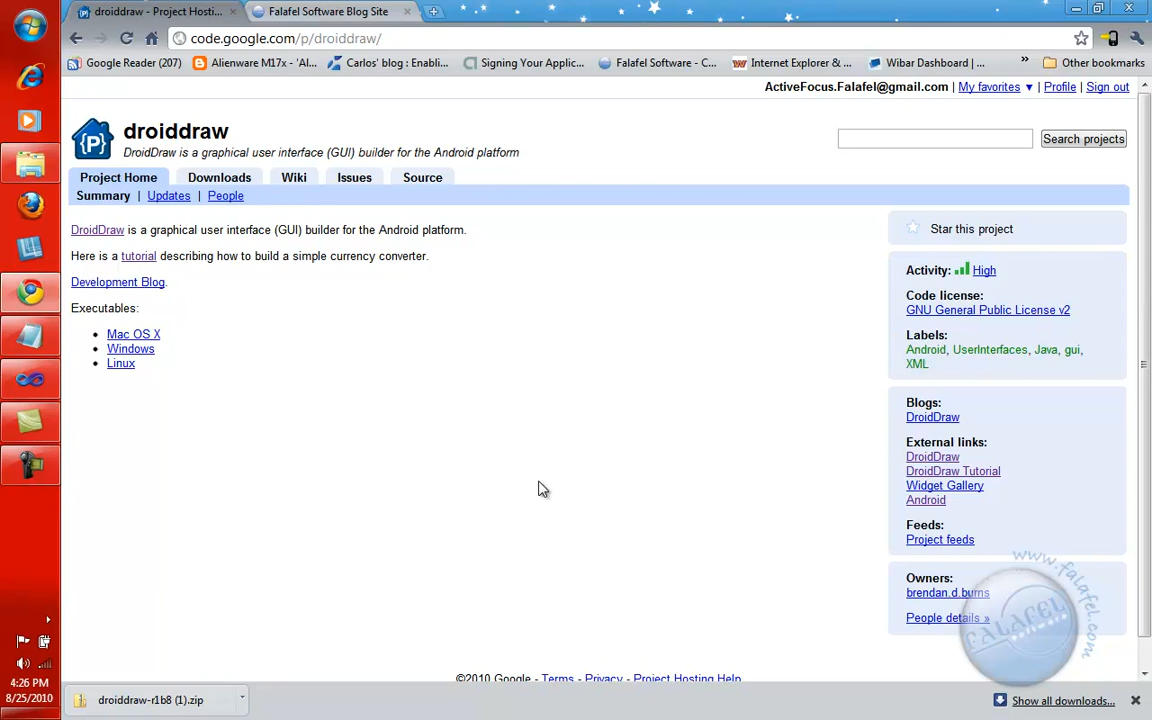 droiddraw - Project Hosti...
Falafel Software Blog Site
code.google.com/p/droiddraw/
Google Reader (207)
Alienware M17x - 'Al...
Carlos' blog : Enabli...
Signing Your Applic...
Falafel Software - C...
Internet Explorer & ...
Wibar Dashboard | ...
»
Other bookmarks
ActiveFocus.Falafel@gmail.com | My favorites ▼ | Profile | Sign out
{P}
droiddraw
DroidDraw is a graphical user interface (GUI) builder for the Android platform
Search projects
Project Home Downloads Wiki Issues Source
Summary | Updates | People
DroidDraw is a graphical user interface (GUI) builder for the Android platform.
Here is a tutorial describing how to build a simple currency converter.
Development Blog.
Executables:
• Mac OS X
• Windows
• Linux
Star this project
Activity: High
Code license:
GNU General Public License v2
Labels:
Android, UserInterfaces, Java, gui,
XML
Blogs:
DroidDraw
External links:
DroidDraw
DroidDraw Tutorial
Widget Gallery
Android
Feeds:
Project feeds
Owners:
brendan.d.burns
People details »
www.falafel.com
FALAFEL
software
©2010 Google - Terms - Privacy - Project Hosting Help
4:26 PM
8/25/2010
droiddraw-r1b8 (1).zip
Show all downloads...